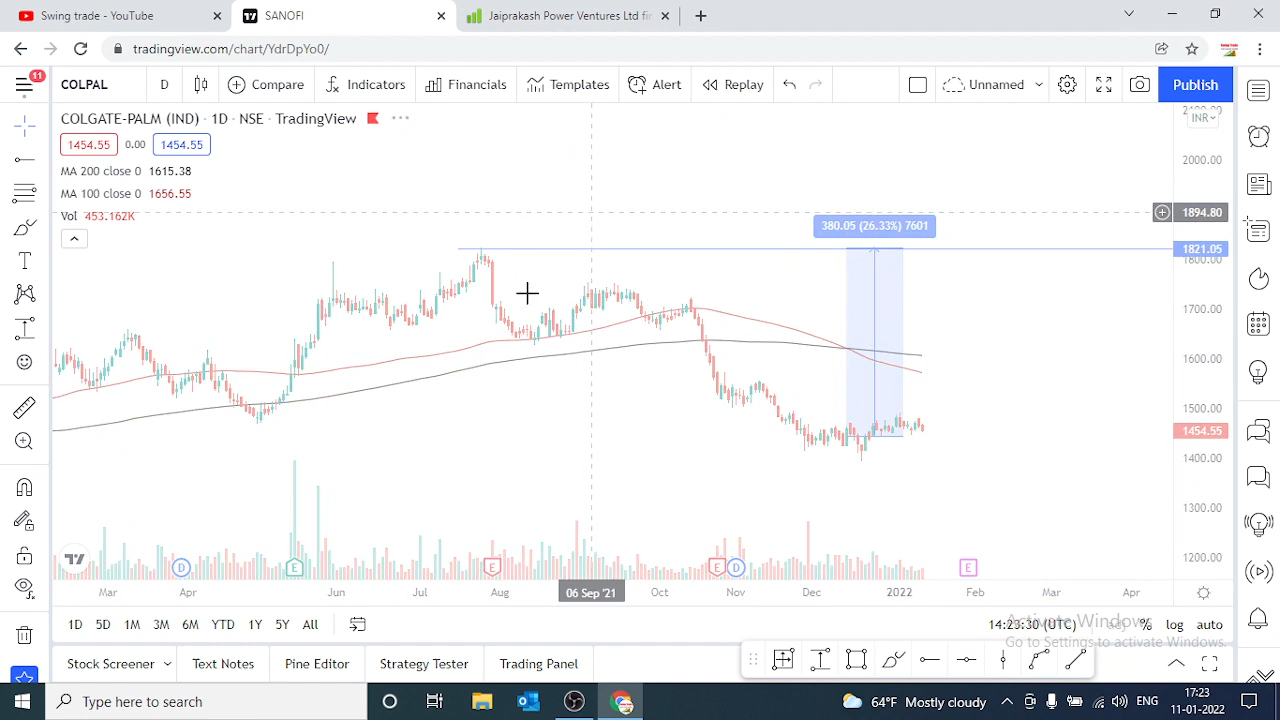 Swing trade - YouTube
SANOFI
Jaiprakash Power Ventures Ltd fin
tradingview.com/chart/YdrDpYo0/
11
COLPAL
D
Compare
Indicators
Financials
Templates
Alert
Replay
Unnamed
Publish
COLGATE-PALM (IND) · 1D · NSE · TradingView
INR
2100.00
1454.55 0.00 1454.55
2000.00
MA 200 close 0 1615.38
MA 100 close 0 1656.55
Vol 453.162K
1894.80
380.05 (26.33%) 7601
1821.05
1800.00
1700.00
1600.00
1500.00
1454.55
1400.00
1300.00
1200.00
D E E E D E
Mar Apr Jun Jul Aug 06 Sep '21 Oct Nov Dec 2022 Feb Mar Apr
1D 5D 1M 3M 6M YTD 1Y 5Y All
14:23:30 (UTC) % log auto
Activate Windows
Go to Settings to activate Windows.
Stock Screener Text Notes Pine Editor Strategy Tester Trading Panel
Type here to search
64°F Mostly cloudy
ENG
17:23
11-01-2022